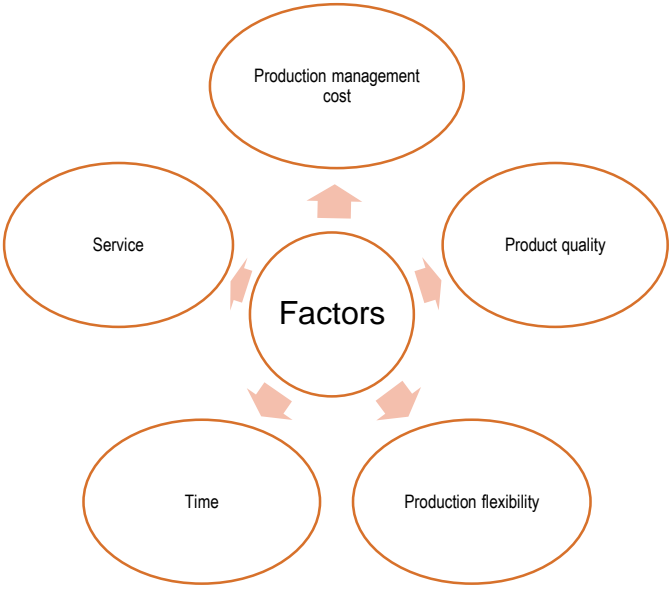 Production management
cost
Service
Product quality
Factors
Time
Production flexibility